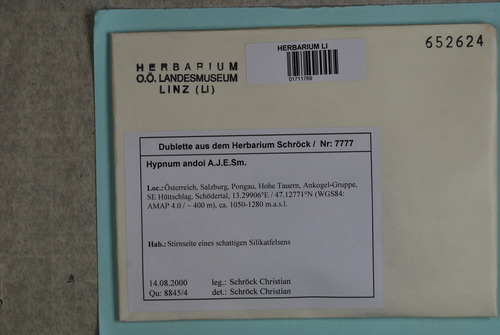 652624
HERBARIUM
O.Ö. LANDESMUSEUM
LINZ (LI)
HERBARIUM LI
01711769
Dublette aus dem Herbarium Schröck / Nr: 7777
Hypnum andoi A.J.E.Sm.
Loc.: Österreich, Salzburg, Pongau, Hohe Tauern, Ankogel-Gruppe,
SE Hüttschlag, Schödertal, 13.29906°E / 47.12771°N (WGS84:
AMAP 4.0 / ~ 400 m), ca. 1050-1280 m.a.s.l.
Hab.: Stirnseite eines schattigen Silikatfelsens
14.08.2000 leg.: Schröck Christian
Qu: 8845/4 det.: Schröck Christian